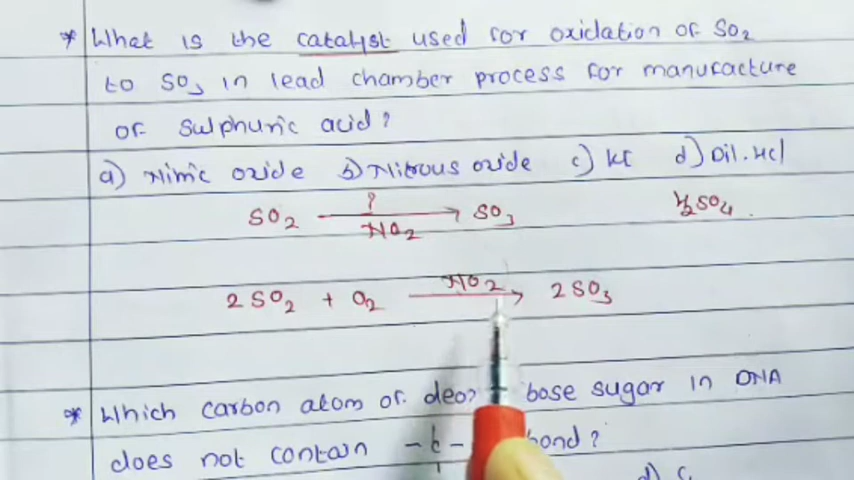 * What is the catalyst used for oxidation of SO2
to SO3 in lead chamber process for manufacture
of sulphuric acid?
a) Nitric oxide b) Nitrous oxide c) KI d) Dil. HCl
SO2 ? NO2 → SO3 H2SO4
2SO2 + O2 NO2 → 2SO3
* Which carbon atom of bose sugar in DNA
does not contain - C - bond?
d) C